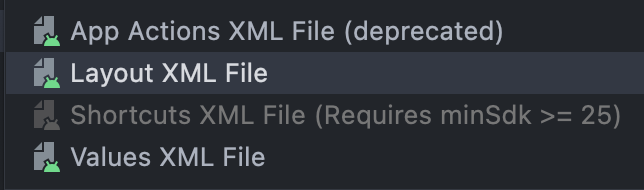 App Actions XML File (deprecated)
Layout XML File
Shortcuts XML File (Requires minSdk >= 25)
Values XML File